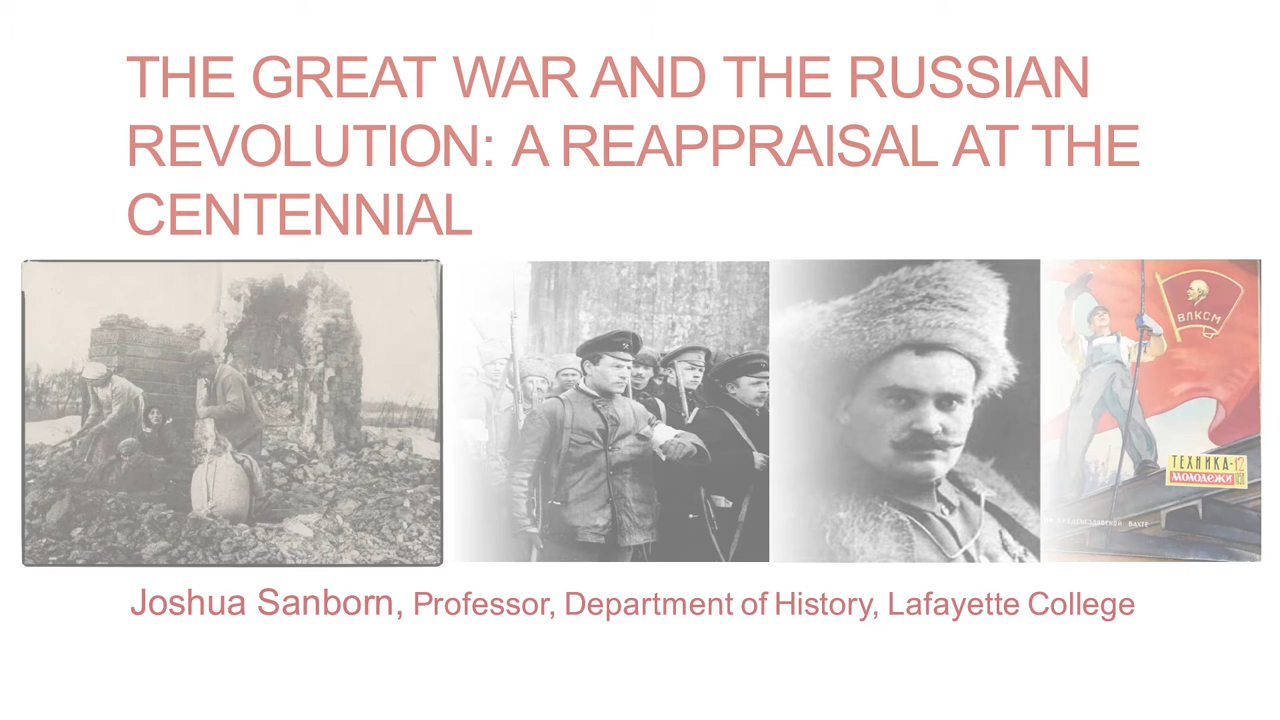 THE GREAT WAR AND THE RUSSIAN
REVOLUTION: A REAPPRAISAL AT THE
CENTENNIAL
ВЛКСМ
ТЕХНИКА-12
МОЛОДЕЖИ
Joshua Sanborn, Professor, Department of History, Lafayette College